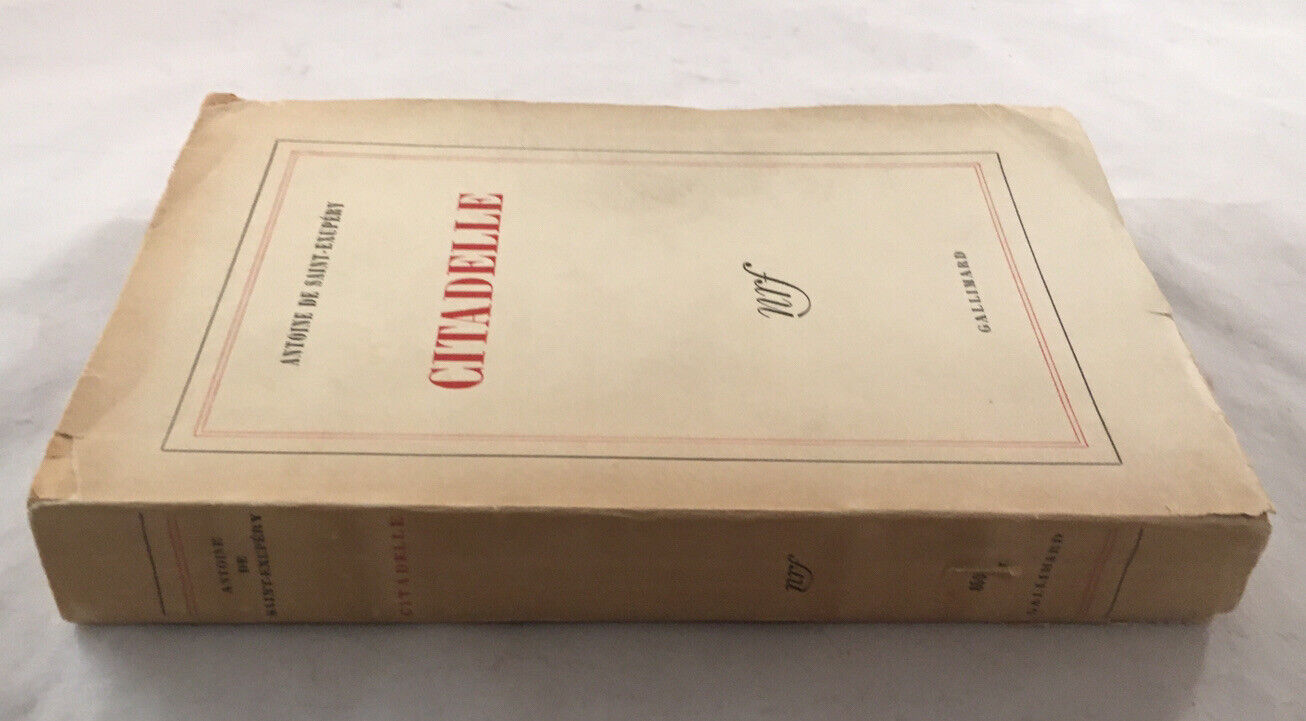 ANTOINE DE SAINT-EXUPÉRY
CITADELLE
nrf
GALLIMARD
ANTOINE
DE
SAINT-EXUPÉRY
CITADELLE
nrf
GALLIMARD